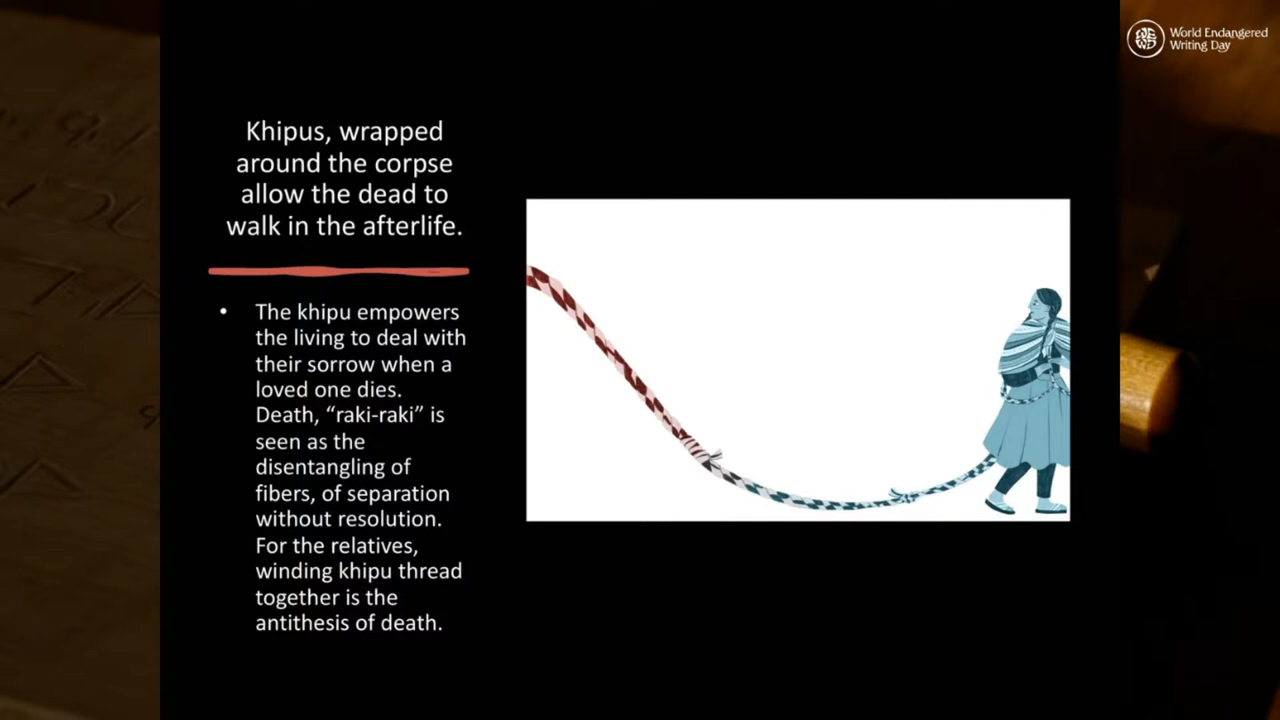 World Endangered
Writing Day
Khipus, wrapped
around the corpse
allow the dead to
walk in the afterlife.
• The khipu empowers
the living to deal with
their sorrow when a
loved one dies.
Death, “raki-raki” is
seen as the
disentangling of
fibers, of separation
without resolution.
For the relatives,
winding khipu thread
together is the
antithesis of death.